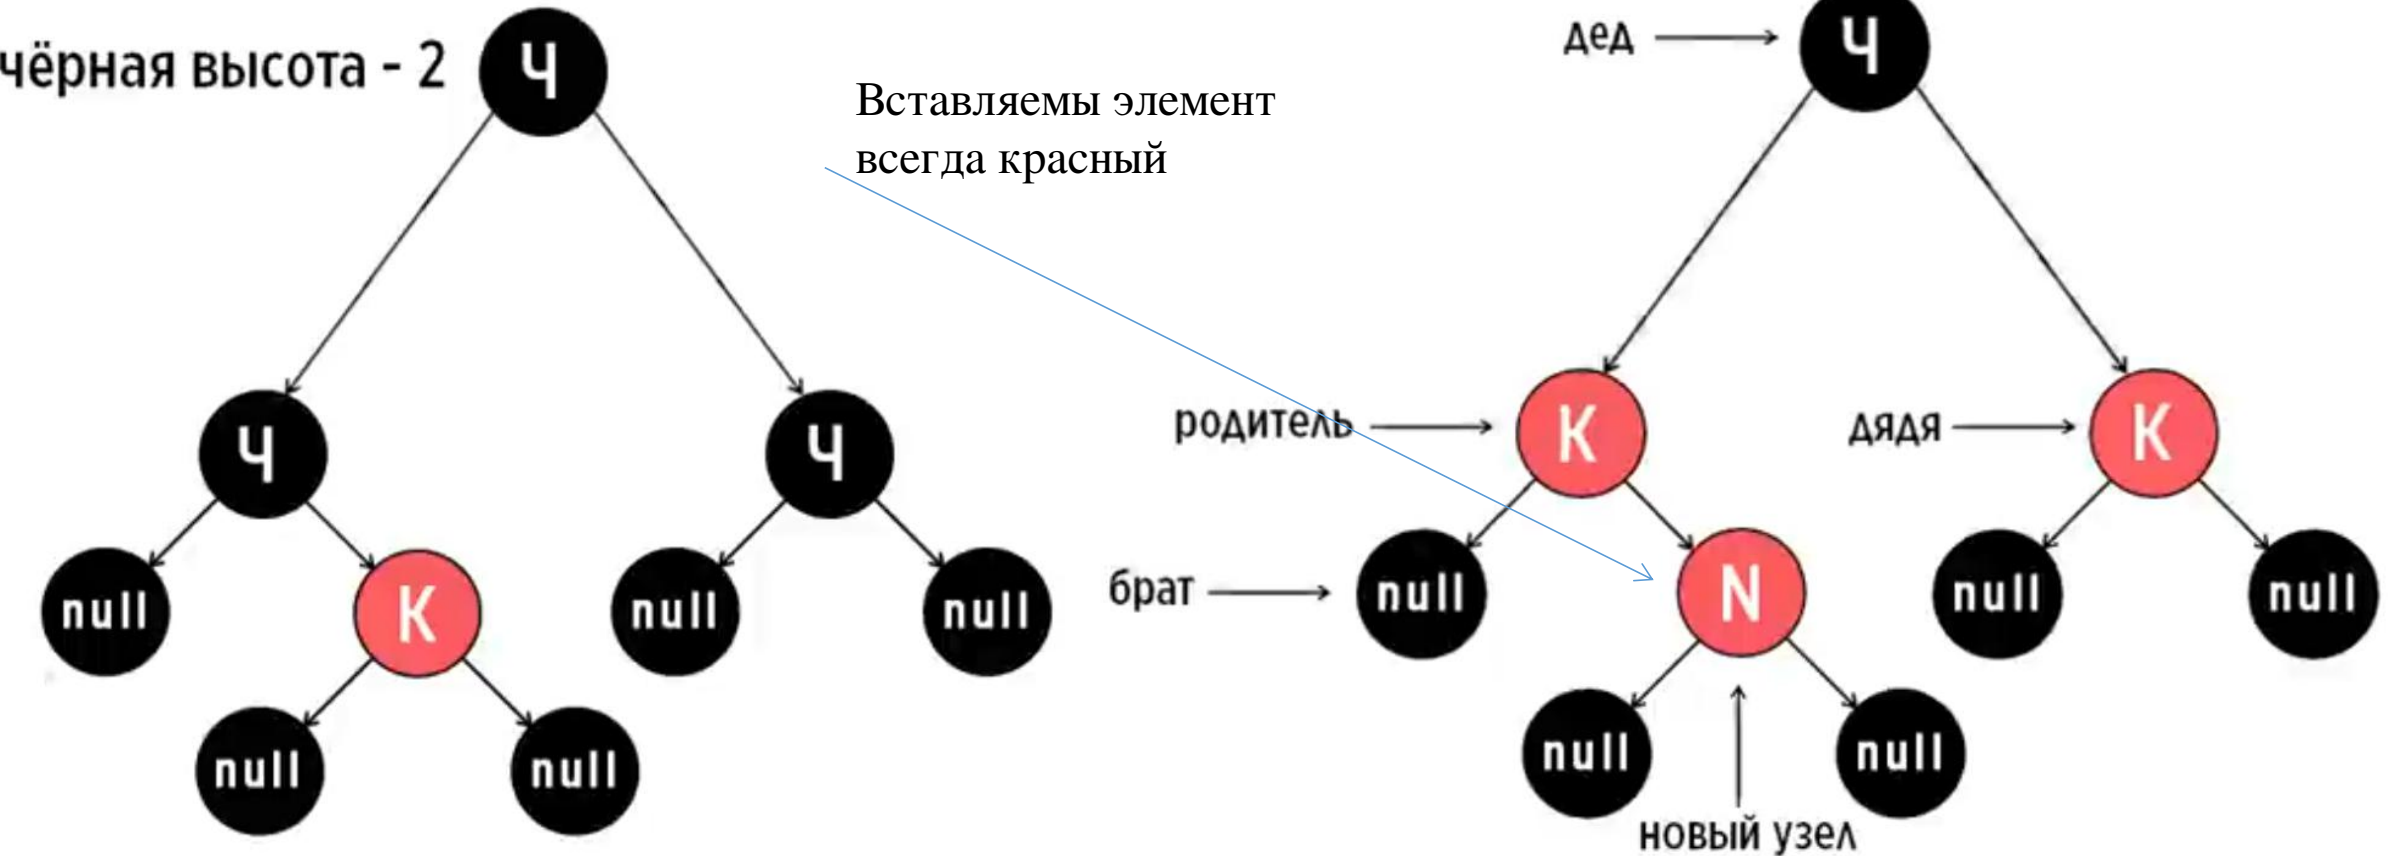 чёрная высота - 2
Ч
Ч
Ч
null
К
null
null
null
null
Вставляемы элемент
всегда красный
дед
Ч
родитель
К
дядя
К
брат
null
N
null
null
null
null
новый узел